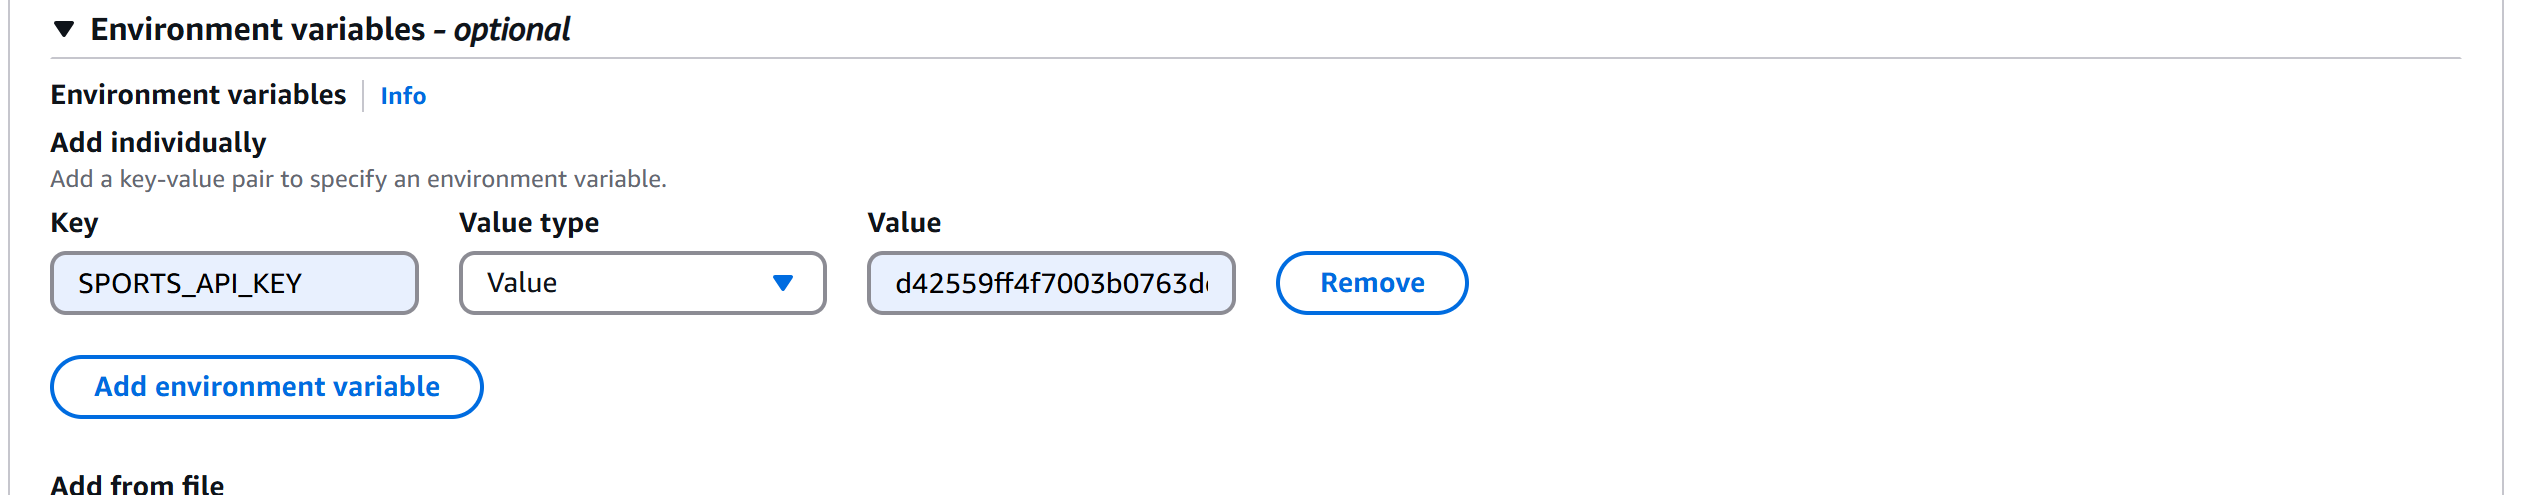 Environment variables - optional
Environment variables Info
Add individually
Add a key-value pair to specify an environment variable.
Key Value type Value
SPORTS_API_KEY Value d42559ff4f7003b0763d Remove
Add environment variable
Add from file